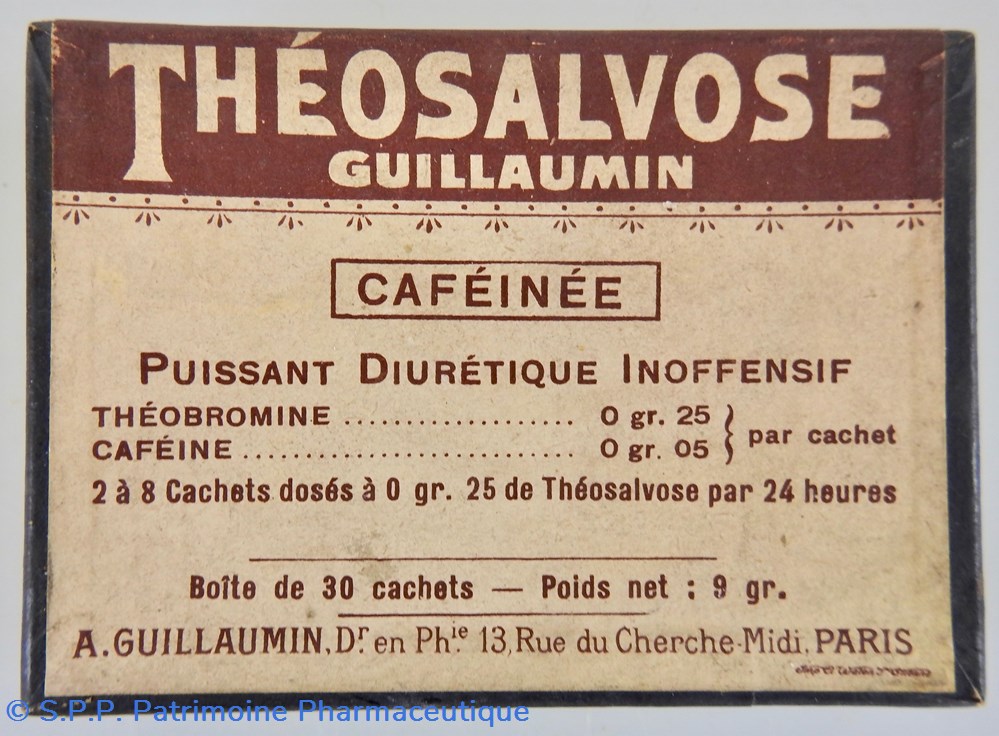 THÉOSALVOSE
GUILLAUMIN
CAFÉINÉE
PUISSANT DIURÉTIQUE INOFFENSIF
THÉOBROMINE .................... 0 gr. 25 } par cachet
CAFÉINE ............................. 0 gr. 05
2 à 8 Cachets dosés à 0 gr. 25 de Théosalvose par 24 heures
Boîte de 30 cachets — Poids net : 9 gr.
A. GUILLAUMIN, Dr en Phie 13, Rue du Cherche-Midi, PARIS
© S.P.P. Patrimoine Pharmaceutique